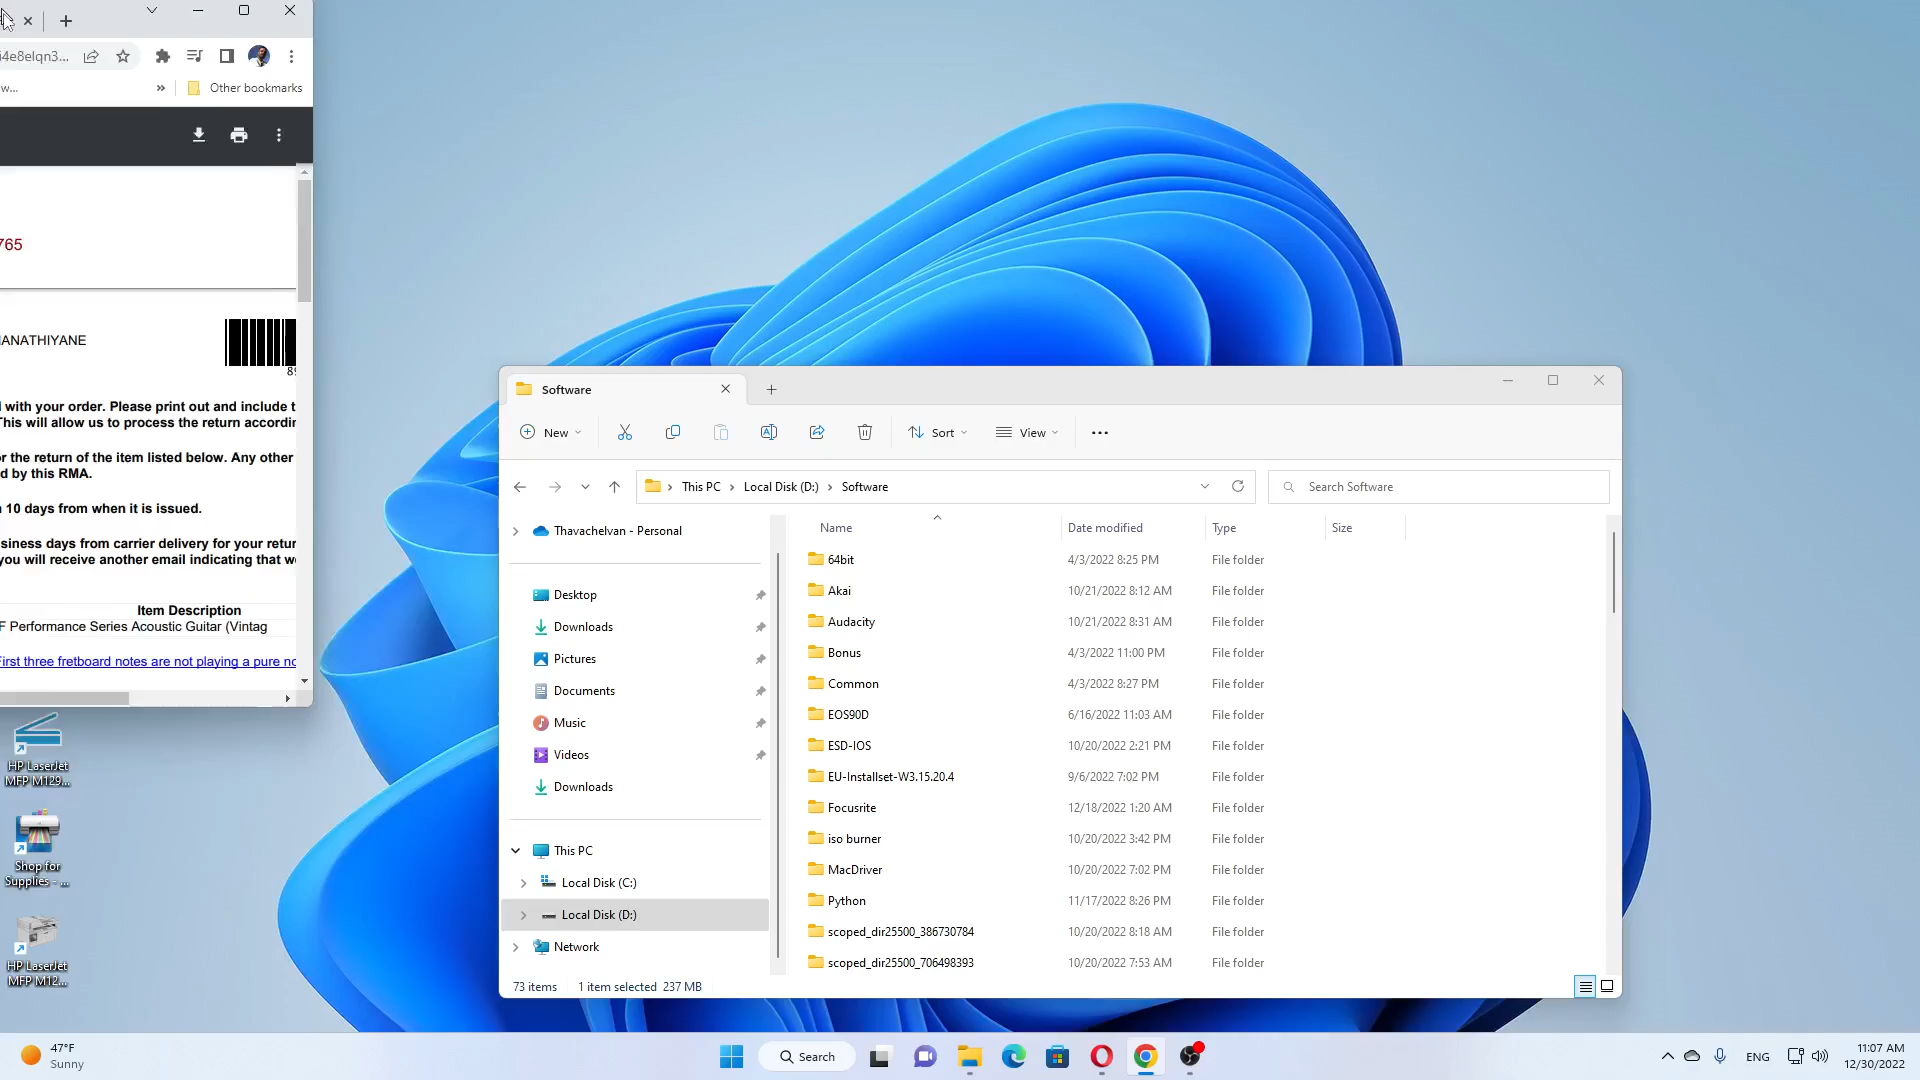 i4e8elqn3...
w...
»
Other bookmarks
765
ANATHIYANE
89
with your order. Please print out and include t
This will allow us to process the return accordin
or the return of the item listed below. Any other
d by this RMA.
10 days from when it is issued.
siness days from carrier delivery for your retur
you will receive another email indicating that we
Item Description
F Performance Series Acoustic Guitar (Vintag
First three fretboard notes are not playing a pure no
HP LaserJet
MFP M129...
Shop for
Supplies - ...
HP LaserJet
MFP M12...
Software
New
Sort
View
This PC > Local Disk (D:) > Software
Search Software
Thavachelvan - Personal
Desktop
Downloads
Pictures
Documents
Music
Videos
Downloads
This PC
Local Disk (C:)
Local Disk (D:)
Network
Name Date modified Type Size
64bit 4/3/2022 8:25 PM File folder
Akai 10/21/2022 8:12 AM File folder
Audacity 10/21/2022 8:31 AM File folder
Bonus 4/3/2022 11:00 PM File folder
Common 4/3/2022 8:27 PM File folder
EOS90D 6/16/2022 11:03 AM File folder
ESD-IOS 10/20/2022 2:21 PM File folder
EU-Installset-W3.15.20.4 9/6/2022 7:02 PM File folder
Focusrite 12/18/2022 1:20 AM File folder
iso burner 10/20/2022 3:42 PM File folder
MacDriver 10/20/2022 7:02 PM File folder
Python 11/17/2022 8:26 PM File folder
scoped_dir25500_386730784 10/20/2022 8:18 AM File folder
scoped_dir25500_706498393 10/20/2022 7:53 AM File folder
73 items 1 item selected 237 MB
47°F
Sunny
Search
ENG
11:07 AM
12/30/2022